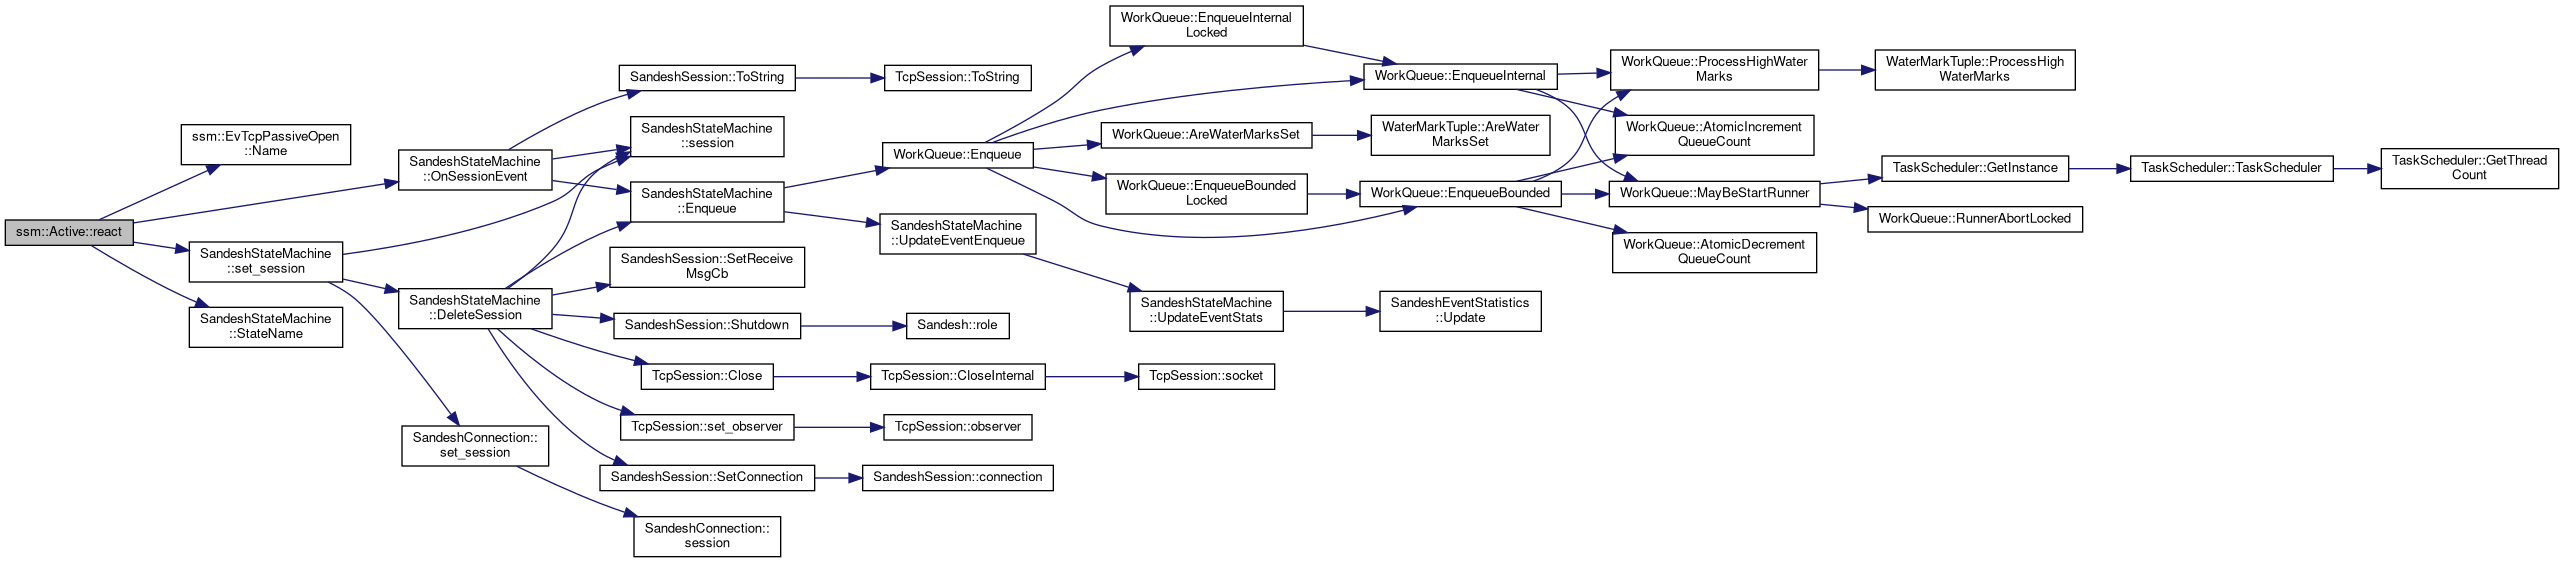 ssm::Active::react
ssm::EvTcpPassiveOpen
::Name
SandeshStateMachine
::OnSessionEvent
SandeshStateMachine
::set_session
SandeshStateMachine
::StateName
SandeshSession::ToString
TcpSession::ToString
SandeshStateMachine
::session
SandeshStateMachine
::Enqueue
SandeshStateMachine
::DeleteSession
SandeshSession::SetReceive
MsgCb
SandeshSession::Shutdown
Sandesh::role
TcpSession::Close
TcpSession::CloseInternal
TcpSession::socket
TcpSession::set_observer
TcpSession::observer
SandeshSession::SetConnection
SandeshSession::connection
SandeshConnection::
set_session
SandeshConnection::
session
WorkQueue::Enqueue
SandeshStateMachine
::UpdateEventEnqueue
SandeshStateMachine
::UpdateEventStats
SandeshEventStatistics
::Update
WorkQueue::EnqueueInternal
Locked
WorkQueue::EnqueueInternal
WorkQueue::AreWaterMarksSet
WaterMarkTuple::AreWater
MarksSet
WorkQueue::EnqueueBounded
Locked
WorkQueue::EnqueueBounded
WorkQueue::ProcessHighWater
Marks
WaterMarkTuple::ProcessHigh
WaterMarks
WorkQueue::AtomicIncrement
QueueCount
WorkQueue::MayBeStartRunner
WorkQueue::AtomicDecrement
QueueCount
TaskScheduler::GetInstance
TaskScheduler::TaskScheduler
TaskScheduler::GetThread
Count
WorkQueue::RunnerAbortLocked